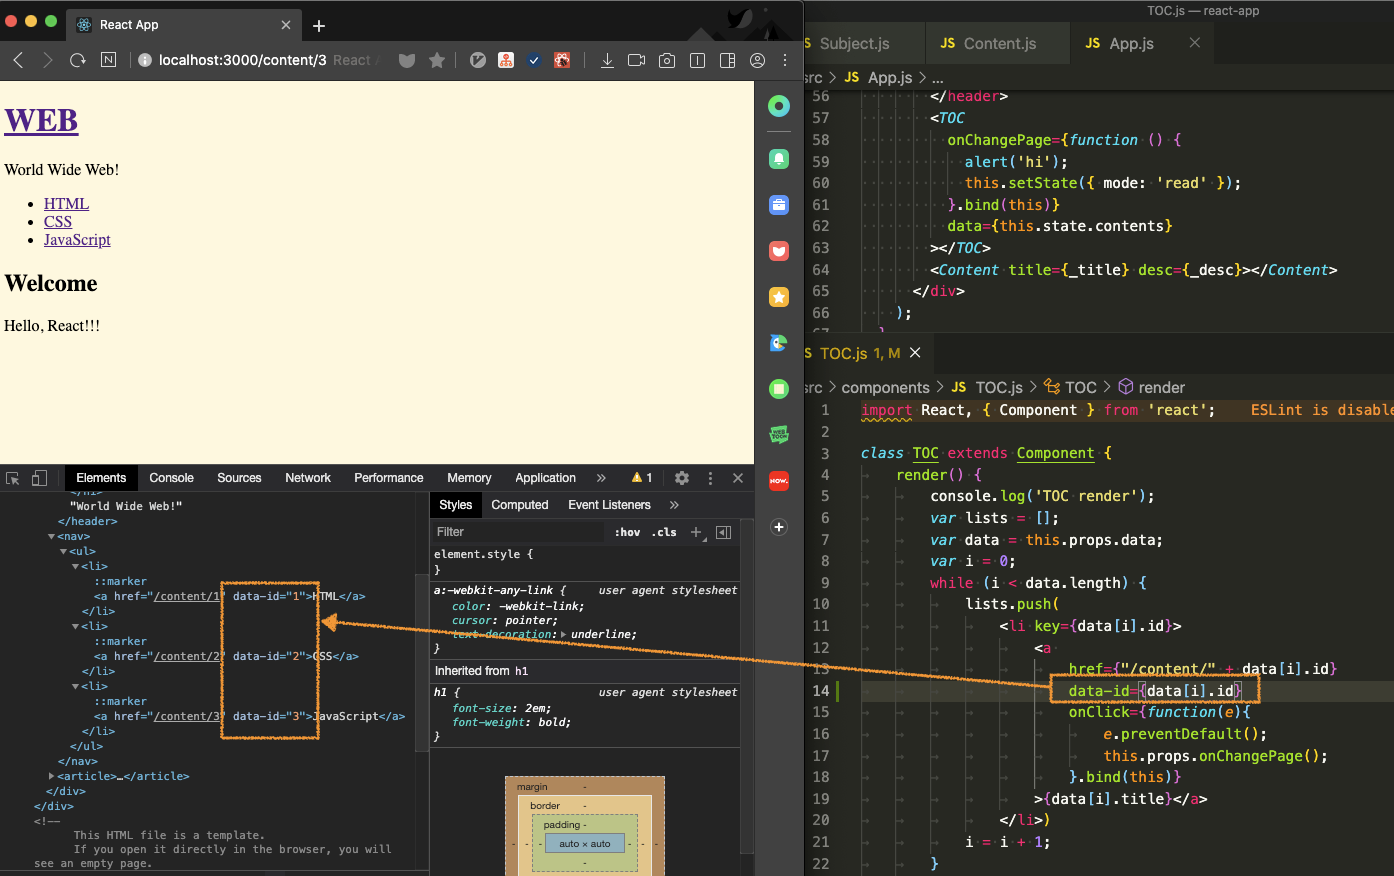 React App
localhost:3000/content/3 React A
WEB
World Wide Web!
HTML
CSS
JavaScript
Welcome
Hello, React!!!
WEB
TOON
NOW.
Elements Console Sources Network Performance Memory Application » 1
"World Wide Web!"
</header>
<nav>
<ul>
<li>
::marker
<a href="/content/1" data-id="1">HTML</a>
</li>
<li>
::marker
<a href="/content/2" data-id="2">CSS</a>
</li>
<li>
::marker
<a href="/content/3" data-id="3">JavaScript</a>
</li>
</ul>
</nav>
<article>…</article>
</div>
</div>
<!--
This HTML file is a template.
If you open it directly in the browser, you will
see an empty page.
Styles Computed Event Listeners »
Filter :hov .cls +
element.style {
}
a:-webkit-any-link { user agent stylesheet
color: -webkit-link;
cursor: pointer;
text-decoration: underline;
}
Inherited from h1
h1 { user agent stylesheet
font-size: 2em;
font-weight: bold;
}
margin -
border -
padding -
- - - auto × auto - - -
-
TOC.js — react-app
JS Subject.js JS Content.js JS App.js
src > JS App.js > ...
56 </header>
57 <TOC
58 onChangePage={function () {
59 alert('hi');
60 this.setState({ mode: 'read' });
61 }.bind(this)}
62 data={this.state.contents}
63 ></TOC>
64 <Content title={_title} desc={_desc}></Content>
65 </div>
66 );
67 }
JS TOC.js 1, M
src > components > JS TOC.js > TOC > render
1 import React, { Component } from 'react'; ESLint is disable
2
3 class TOC extends Component {
4 render() {
5 console.log('TOC render');
6 var lists = [];
7 var data = this.props.data;
8 var i = 0;
9 while (i < data.length) {
10 lists.push(
11 <li key={data[i].id}>
12 <a
13 href={"/content/" + data[i].id}
14 data-id={data[i].id}
15 onClick={function(e){
16 e.preventDefault();
17 this.props.onChangePage();
18 }.bind(this)}
19 >{data[i].title}</a>
20 </li>)
21 i = i + 1;
22 }